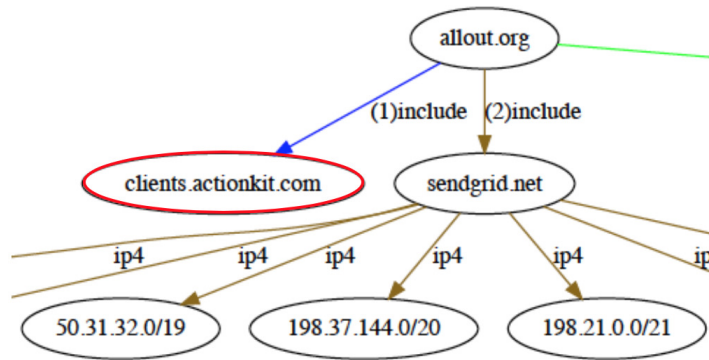 allout.org
(1)include (2)include
clients.actionkit.com sendgrid.net
ip4 ip4 ip4 ip4 ip4 ip
50.31.32.0/19 198.37.144.0/20 198.21.0.0/21